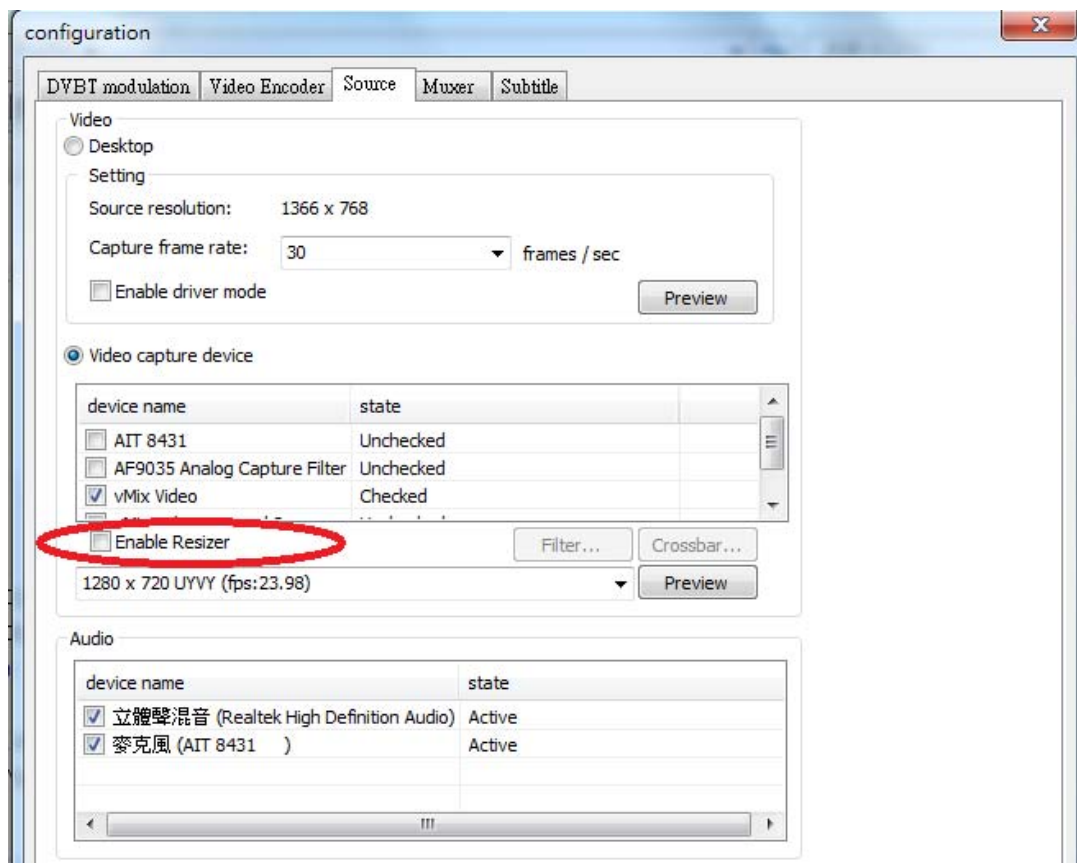 configuration
DVBT modulation Video Encoder Source Muxer Subtitle
Video
Desktop
Setting
Source resolution: 1366 x 768
Capture frame rate: 30 frames / sec
Enable driver mode
Preview
Video capture device
device name state
AIT 8431 Unchecked
AF9035 Analog Capture Filter Unchecked
vMix Video Checked
Enable Resizer Filter... Crossbar...
1280 x 720 UYVY (fps:23.98) Preview
Audio
device name state
立體聲混音 (Realtek High Definition Audio) Active
麥克風 (AIT 8431 ) Active